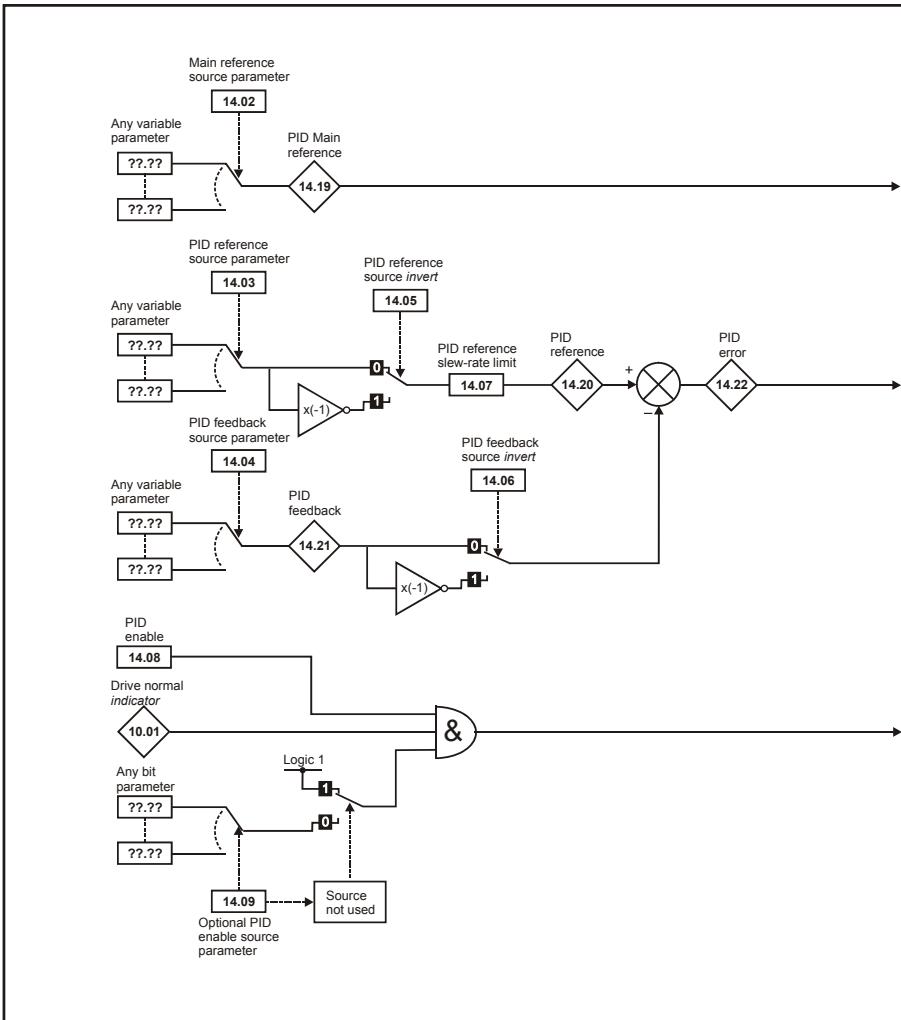 Main reference
source parameter
14.02
Any variable
parameter
??.??
??.??
PID Main
reference
14.19
PID reference
source parameter
14.03
Any variable
parameter
??.??
??.??
x(-1)
PID reference
source invert
14.05
0
1
PID reference
slew-rate limit
14.07
PID
reference
14.20
+
–
PID
error
14.22
PID feedback
source parameter
14.04
Any variable
parameter
??.??
??.??
PID
feedback
14.21
x(-1)
PID feedback
source invert
14.06
0
1
PID
enable
14.08
Drive normal
indicator
10.01
&
Logic 1
1
0
Any bit
parameter
??.??
??.??
14.09
Optional PID
enable source
parameter
Source
not used